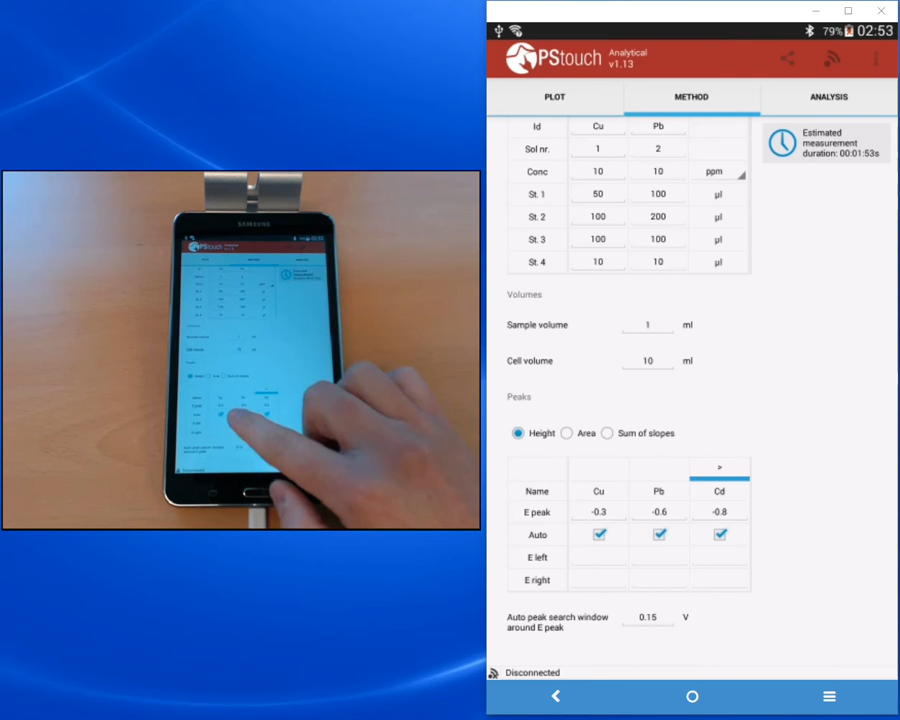 79% 02:53
PStouch Analytical
v1.13
PLOT METHOD ANALYSIS
Id Cu Pb
Sol nr. 1 2
Conc 10 10 ppm
St. 1 50 100 µl
St. 2 100 200 µl
St. 3 100 100 µl
St. 4 10 10 µl
Estimated
measurement
duration: 00:01:53s
Volumes
Sample volume 1 ml
Cell volume 10 ml
Peaks
Height Area Sum of slopes
>
Name Cu Pb Cd
E peak -0.3 -0.6 -0.8
Auto
E left
E right
Auto peak search window
around E peak 0.15 V
Disconnected
SAMSUNG
PStouch